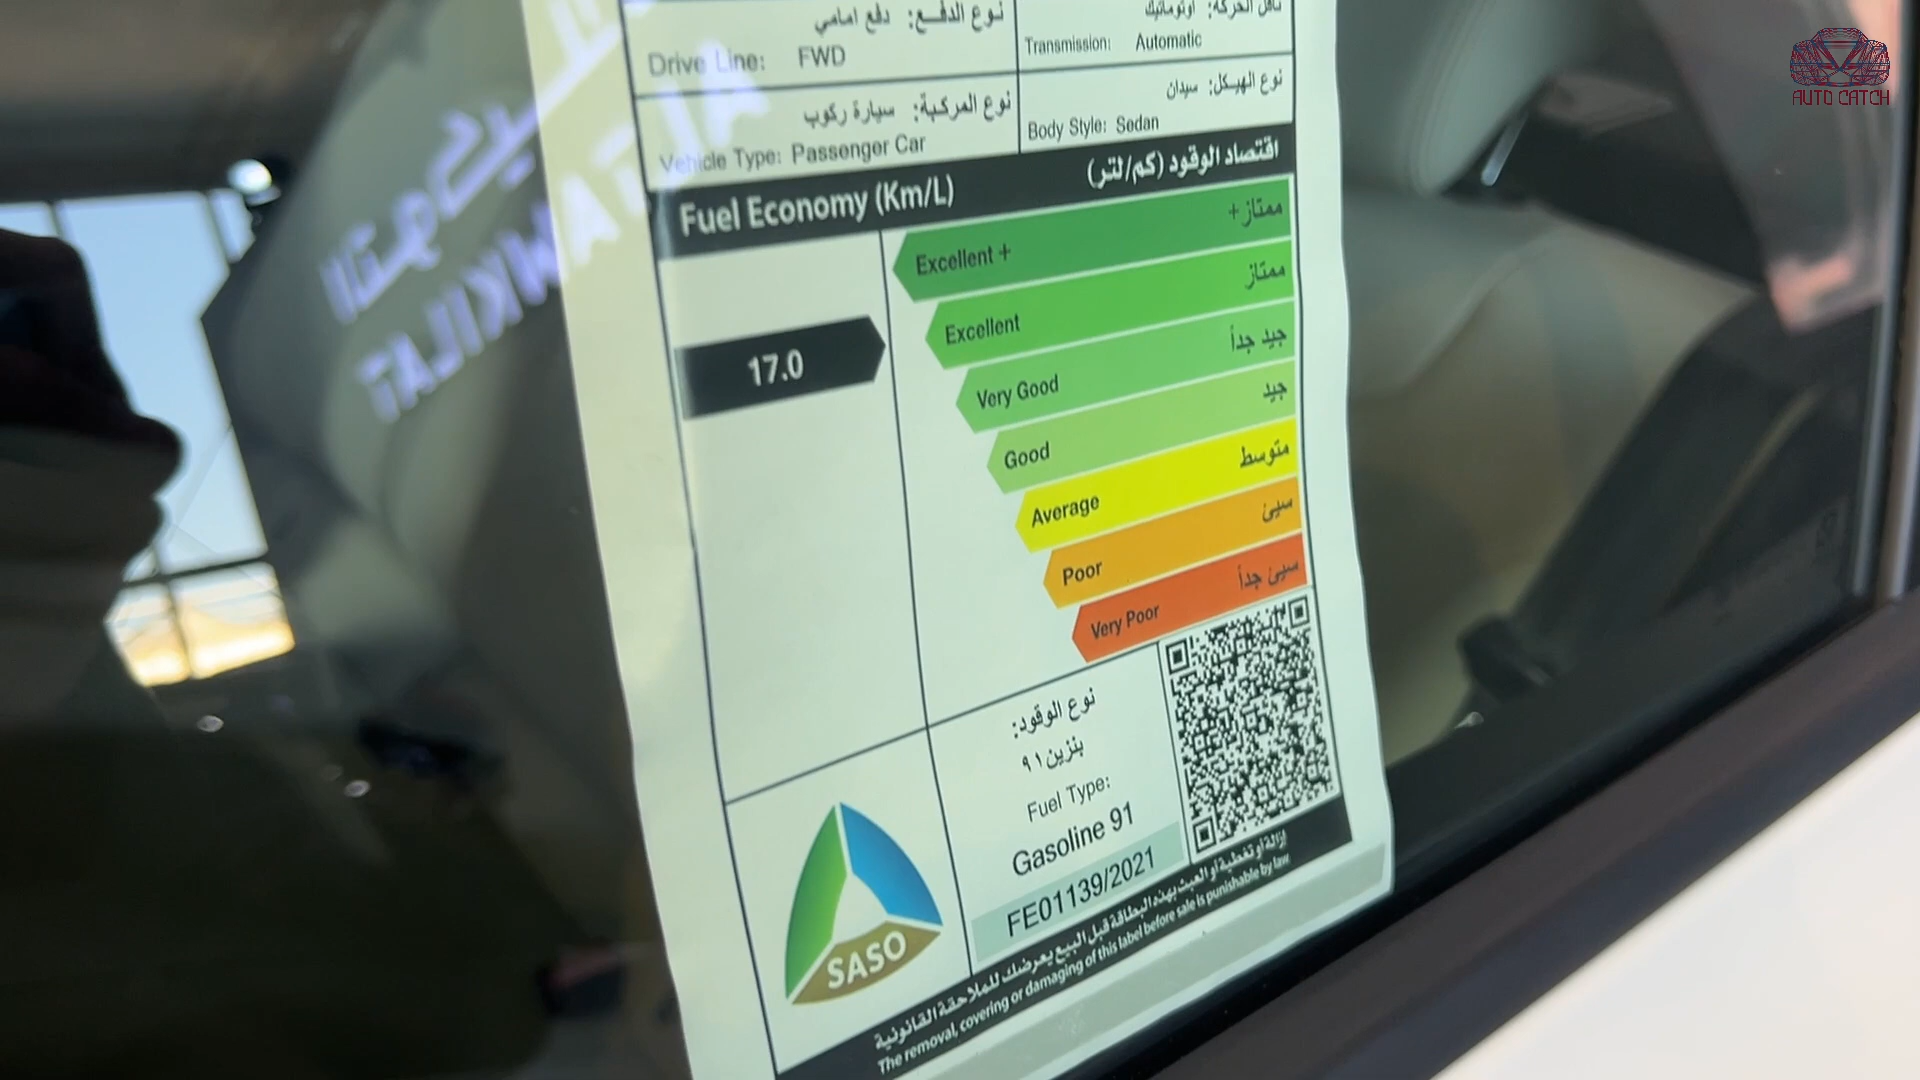 نوع الدفع: دفع امامي
ناقل الحركة: أوتوماتيك
Drive Line: FWD
Transmission: Automatic
نوع المركبة: سيارة ركوب
نوع الهيكل: سيدان
Vehicle Type: Passenger Car
Body Style: Sedan
Fuel Economy (Km/L)
اقتصاد الوقود (كم/لتر)
Excellent +
ممتاز+
Excellent
ممتاز
17.0
Very Good
جيد جداً
Good
جيد
Average
متوسط
Poor
سيئ
Very Poor
سيئ جداً
نوع الوقود:
بنزين ٩١
Fuel Type:
Gasoline 91
FE01139/2021
SASO
إزالة أو تغطية أو العبث بهذه البطاقة قبل البيع يعرضك للملاحقة القانونية
The removal, covering or damaging of this label before sale is punishable by law
AUTO CATCH